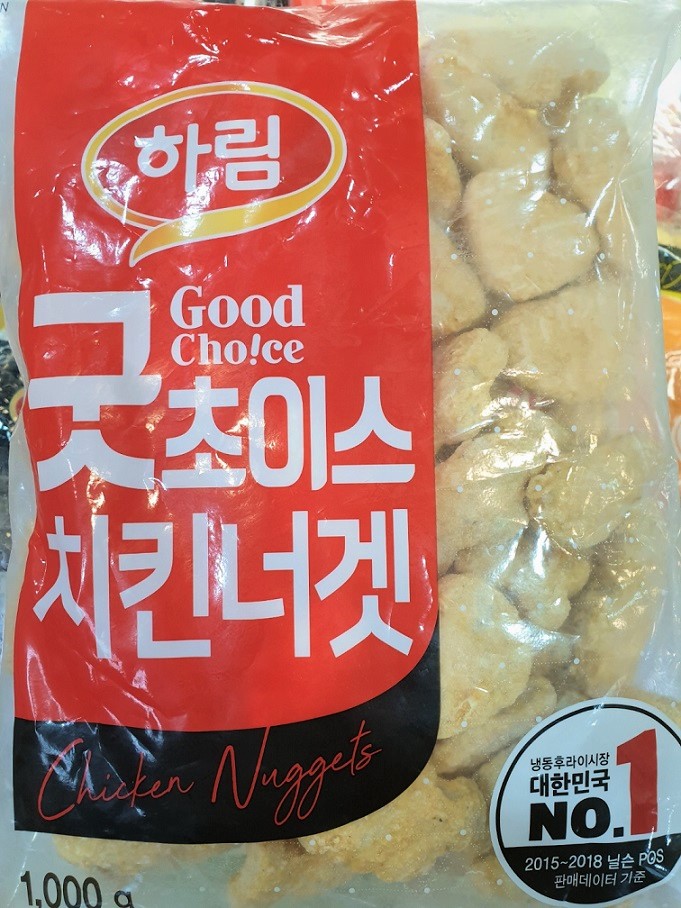 하림
Good
Cho!ce
굿초이스
치킨너겟
Chicken Nuggets
냉동후라이시장
대한민국
NO.1
2015~2018 닐슨 POS
판매데이터 기준
1,000 g